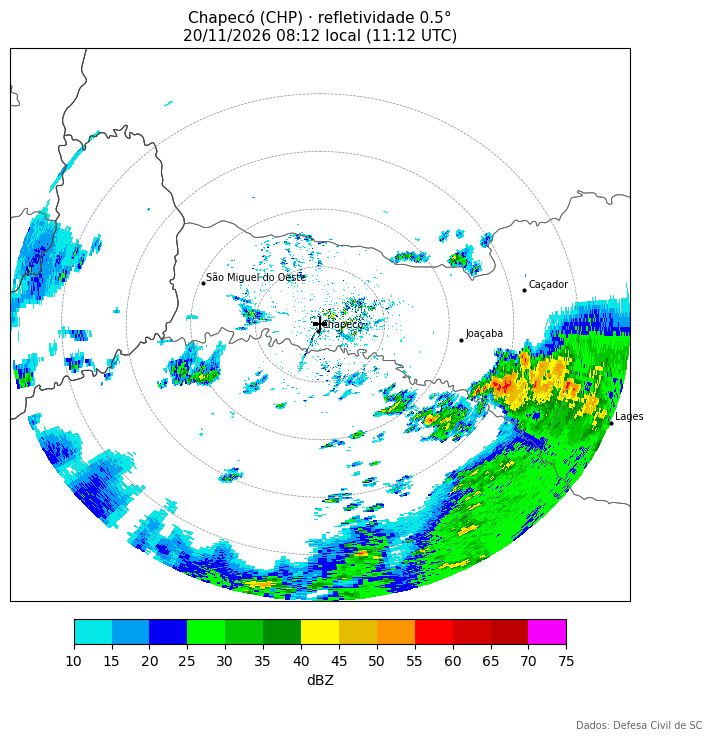 Chapecó (CHP) · refletividade 0.5°
20/11/2026 08:12 local (11:12 UTC)
São Miguel do Oeste
Caçador
Chapecó
Joaçaba
Lages
10 15 20 25 30 35 40 45 50 55 60 65 70 75
dBZ
Dados: Defesa Civil de SC